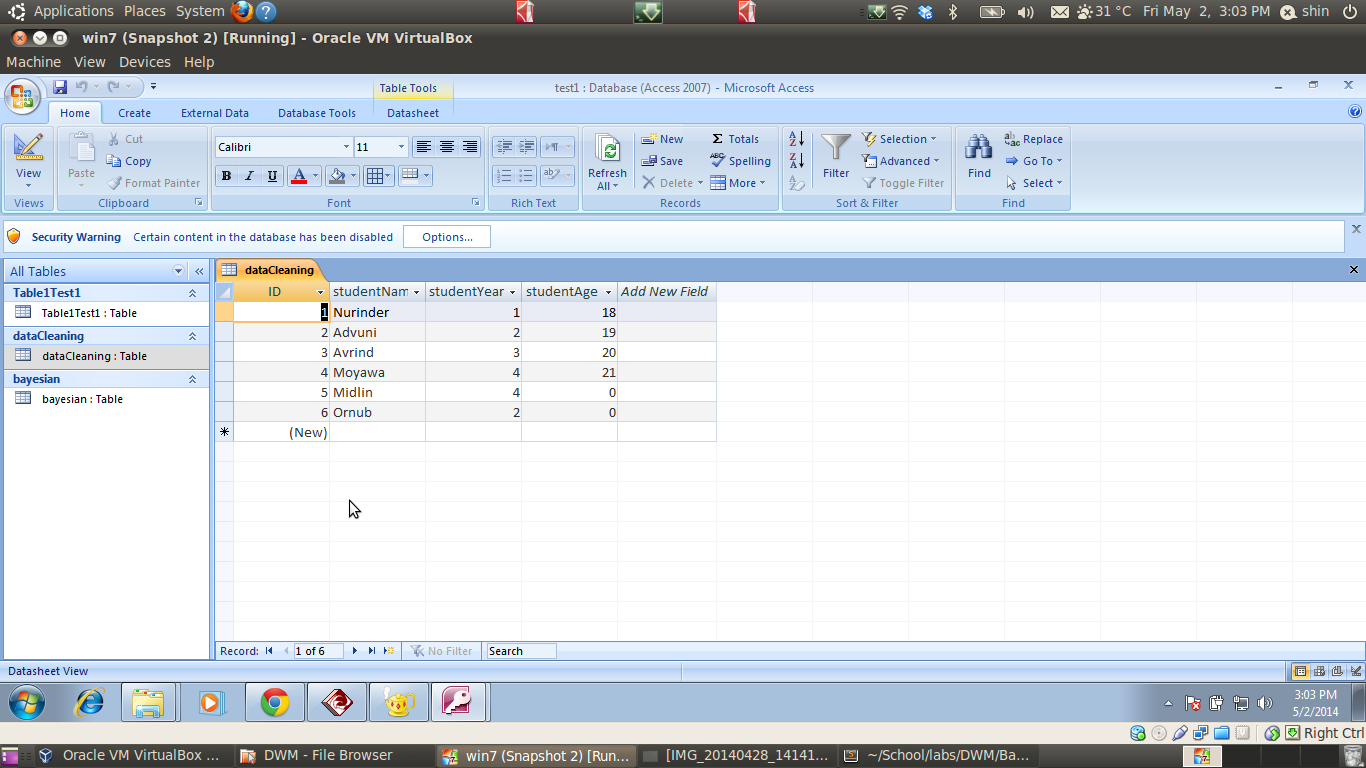 Applications Places System 31 °C Fri May 2, 3:03 PM shin
win7 (Snapshot 2) [Running] - Oracle VM VirtualBox
Machine View Devices Help
Table Tools test1 : Database (Access 2007) - Microsoft Access
Home Create External Data Database Tools Datasheet
View
Views
Paste
Cut
Copy
Format Painter
Clipboard
Calibri 11
B I U A
Font
Rich Text
Refresh All
New
Save
Delete
Σ Totals
Spelling
More
Records
Filter
Selection
Advanced
Toggle Filter
Sort & Filter
Find
Replace
Go To
Select
Find
Security Warning Certain content in the database has been disabled Options...
All Tables «
Table1Test1
Table1Test1 : Table
dataCleaning
dataCleaning : Table
bayesian
bayesian : Table
dataCleaning
ID studentNam studentYear studentAge Add New Field
1 Nurinder 1 18
2 Advuni 2 19
3 Avrind 3 20
4 Moyawa 4 21
5 Midlin 4 0
6 Ornub 2 0
(New)
Record: 1 of 6 No Filter Search
Datasheet View
3:03 PM
5/2/2014
Right Ctrl
Oracle VM VirtualBox ... DWM - File Browser win7 (Snapshot 2) [Run... [IMG_20140428_14141... ~/School/labs/DWM/Ba...